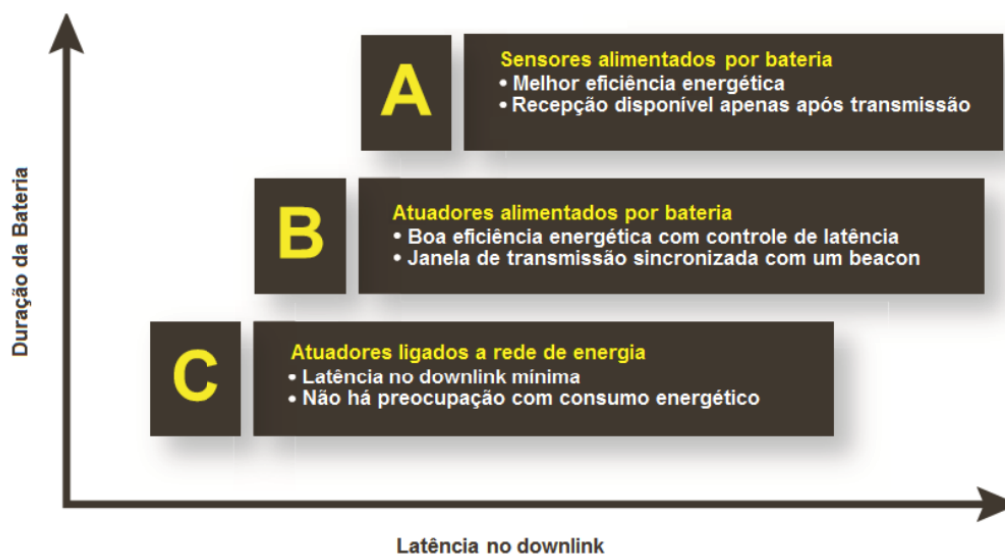 A
Sensores alimentados por bateria
• Melhor eficiência energética
• Recepção disponível apenas após transmissão
B
Atuadores alimentados por bateria
• Boa eficiência energética com controle de latência
• Janela de transmissão sincronizada com um beacon
C
Atuadores ligados a rede de energia
• Latência no downlink mínima
• Não há preocupação com consumo energético
Duração da Bateria
Latência no downlink